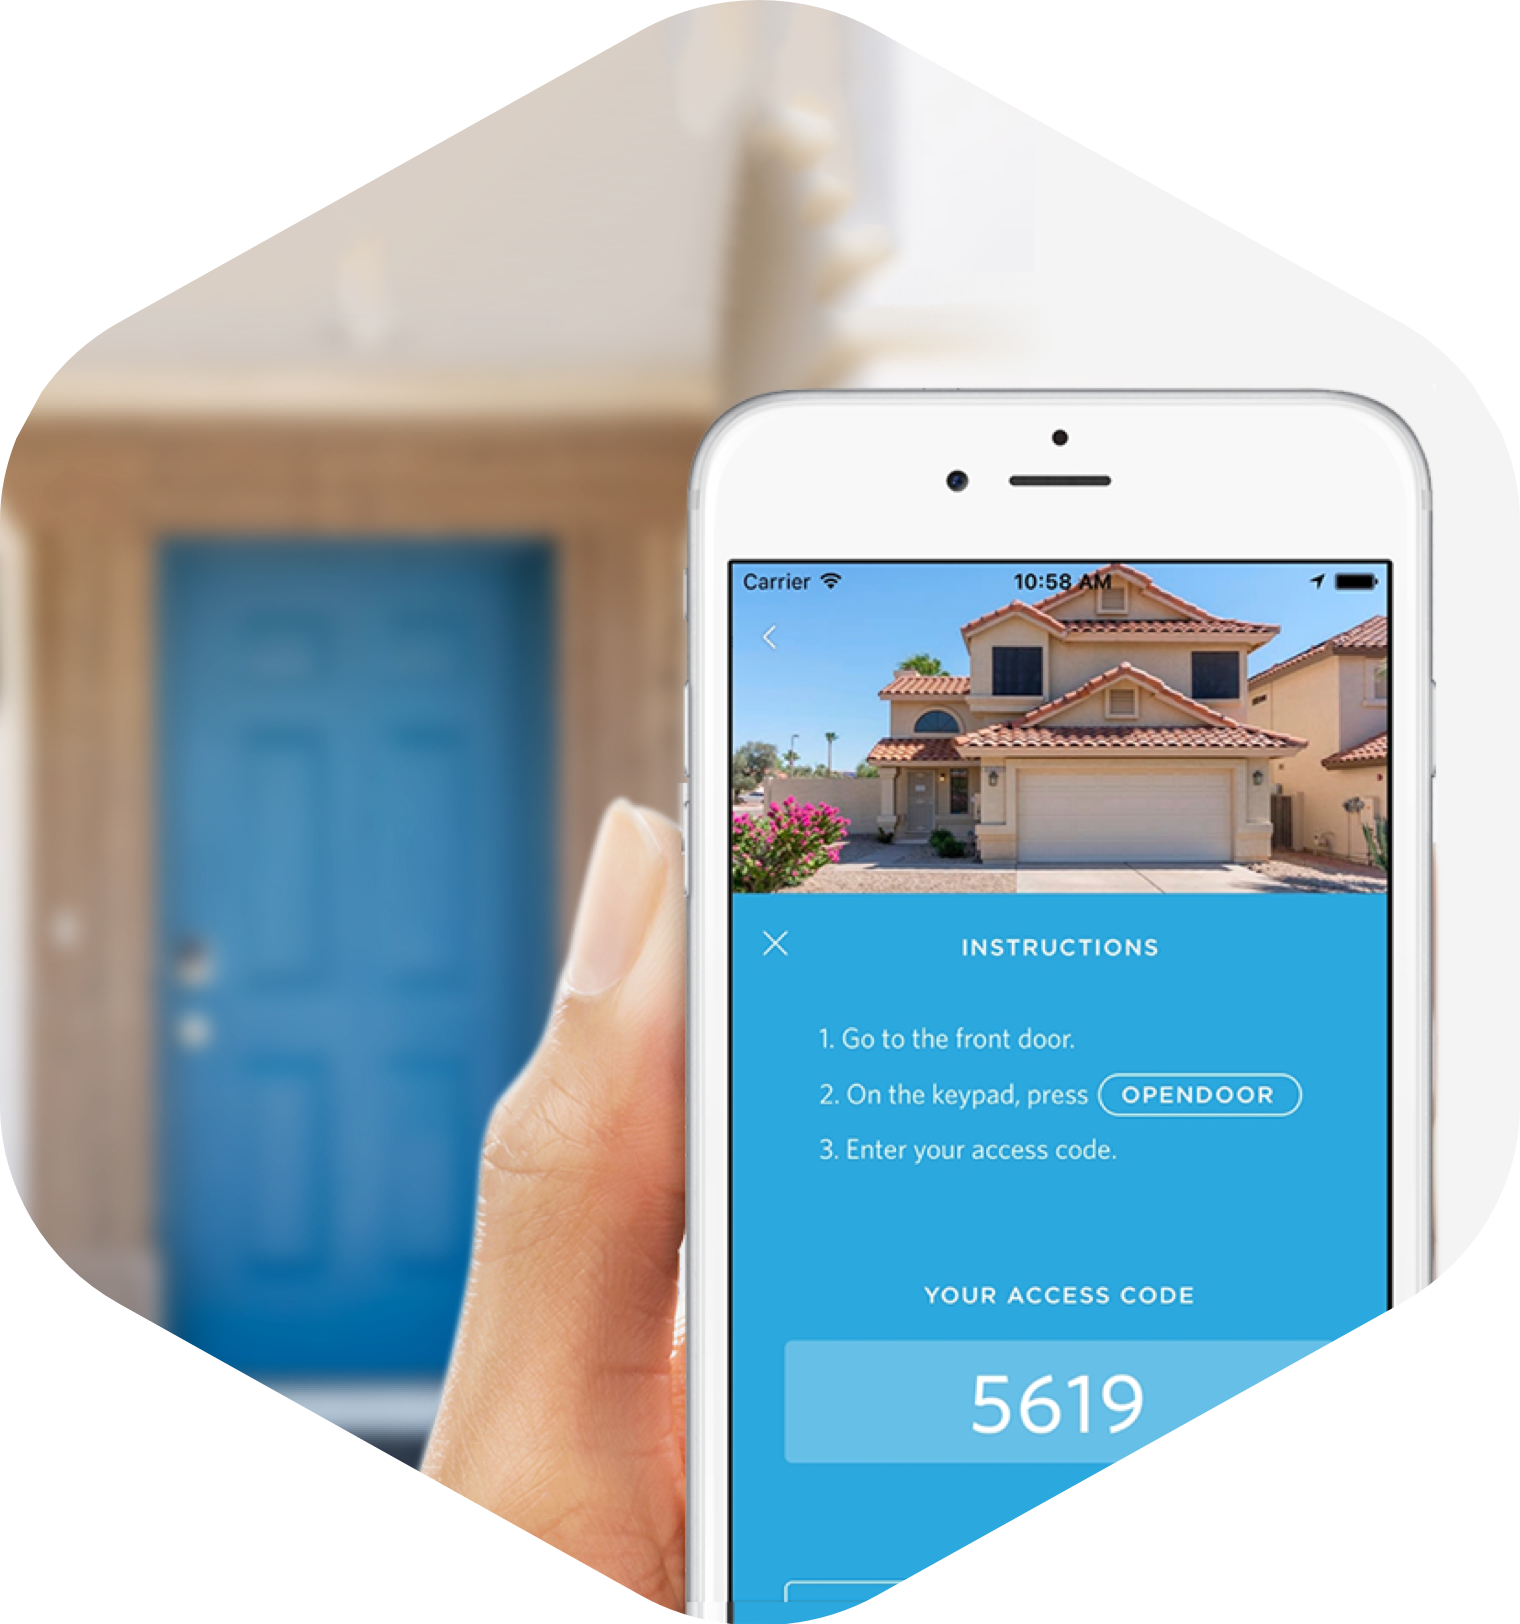 Carrier 10:58 AM
INSTRUCTIONS
1. Go to the front door.
2. On the keypad, press OPENDOOR
3. Enter your access code.
YOUR ACCESS CODE
5619